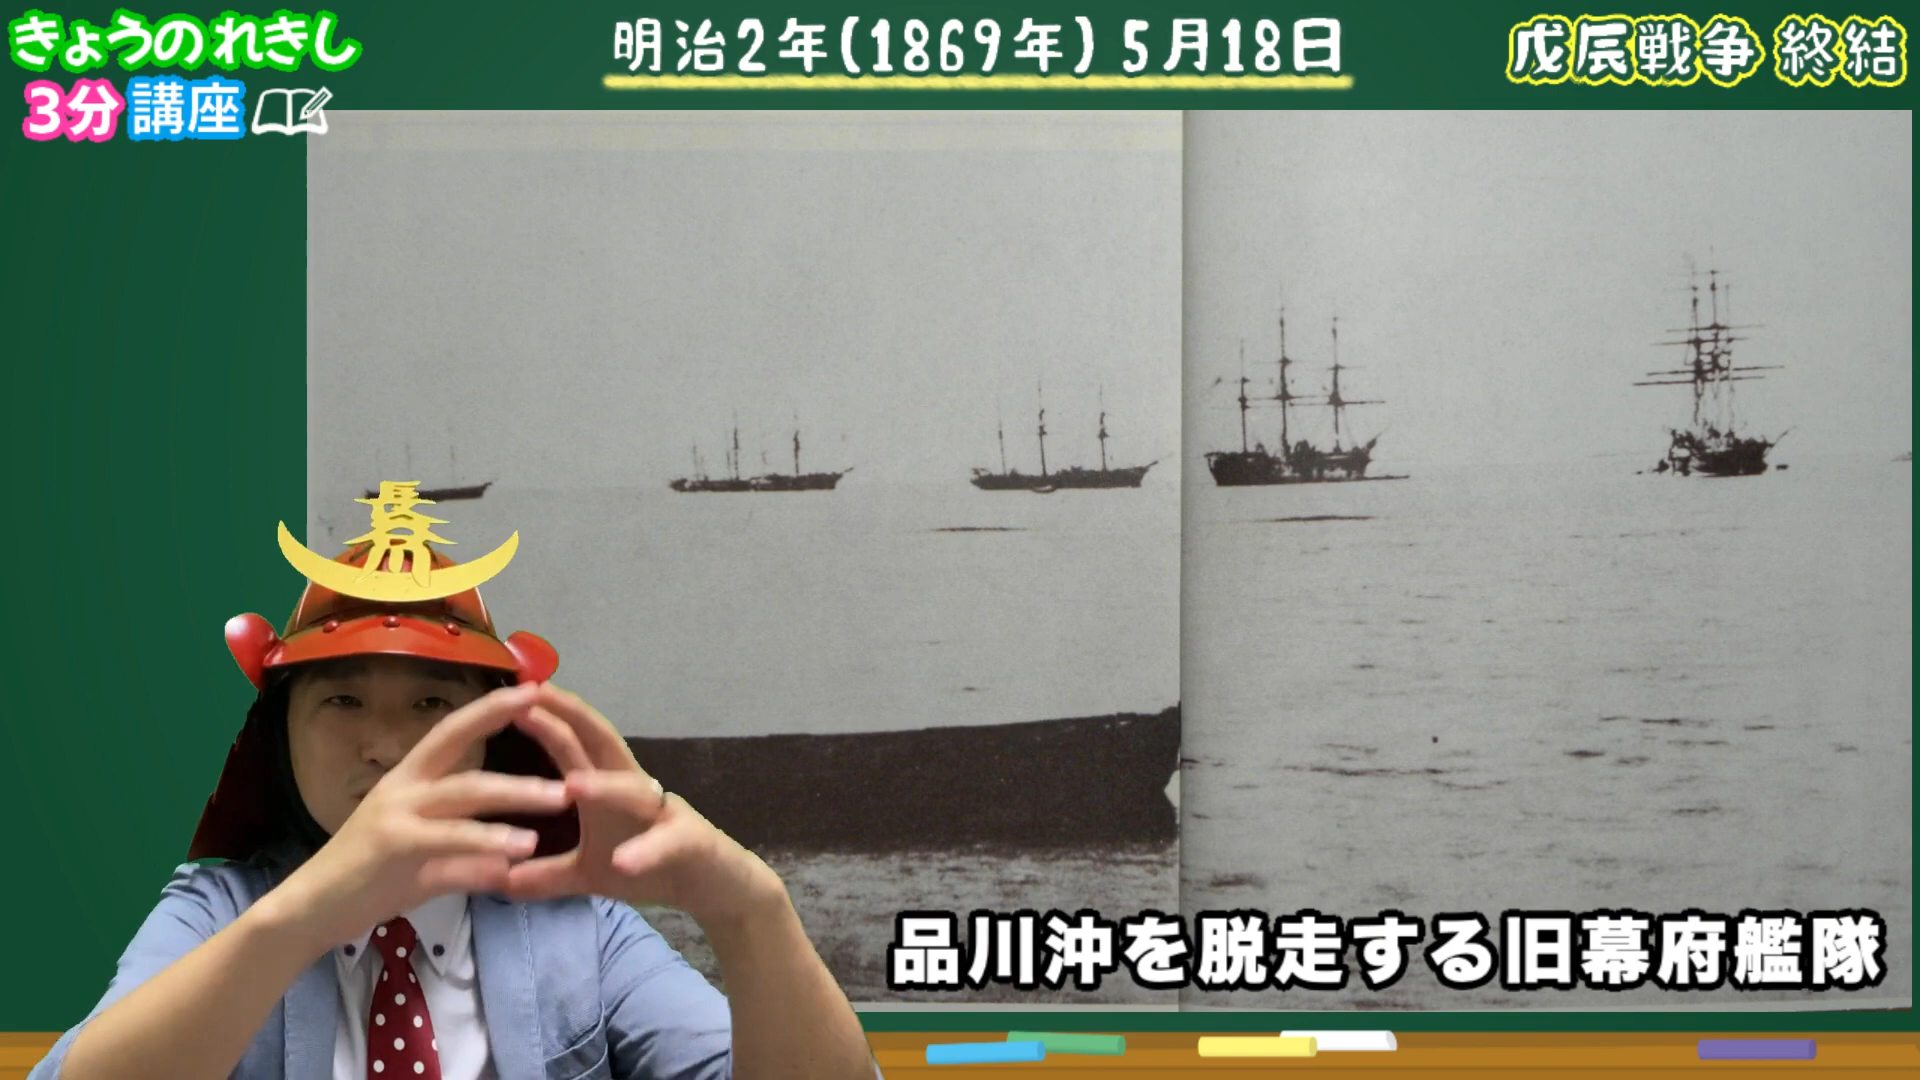 きょうのれきし
3分講座
明治2年(1869年)5月18日
戊辰戦争 終結
長川
品川沖を脱走する旧幕府艦隊